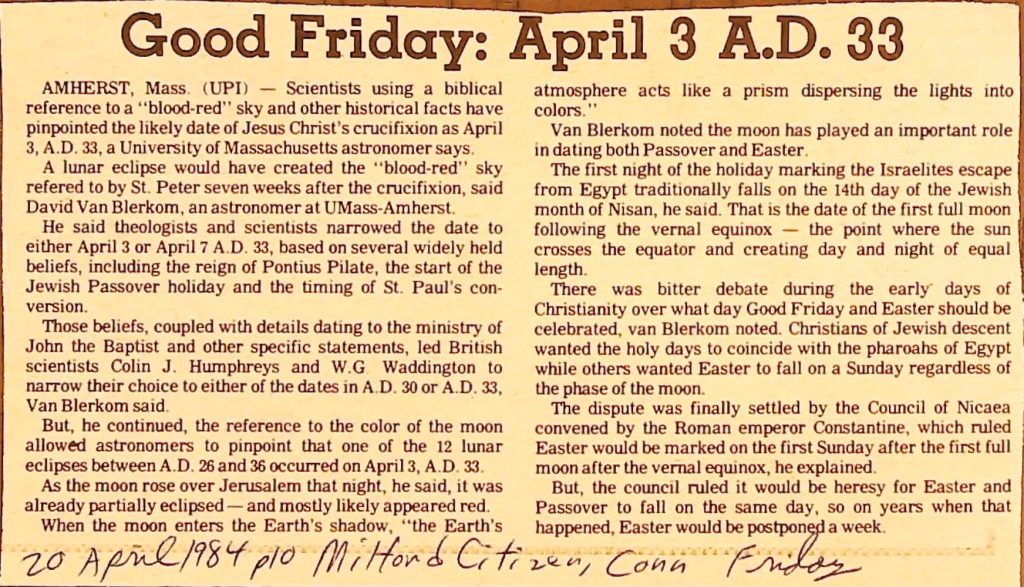 Good Friday: April 3 A.D. 33
AMHERST, Mass. (UPI) — Scientists using a biblical
reference to a "blood-red" sky and other historical facts have
pinpointed the likely date of Jesus Christ's crucifixion as April
3, A.D. 33, a University of Massachusetts astronomer says.
A lunar eclipse would have created the "blood-red" sky
refered to by St. Peter seven weeks after the crucifixion, said
David Van Blerkom, an astronomer at UMass-Amherst.
He said theologists and scientists narrowed the date to
either April 3 or April 7 A.D. 33, based on several widely held
beliefs, including the reign of Pontius Pilate, the start of the
Jewish Passover holiday and the timing of St. Paul's con-
version.
Those beliefs, coupled with details dating to the ministry of
John the Baptist and other specific statements, led British
scientists Colin J. Humphreys and W.G. Waddington to
narrow their choice to either of the dates in A.D. 30 or A.D. 33,
Van Blerkom said.
But, he continued, the reference to the color of the moon
allowed astronomers to pinpoint that one of the 12 lunar
eclipses between A.D. 26 and 36 occurred on April 3, A.D. 33.
As the moon rose over Jerusalem that night, he said, it was
already partially eclipsed — and mostly likely appeared red.
When the moon enters the Earth's shadow, "the Earth's
atmosphere acts like a prism dispersing the lights into
colors."
Van Blerkom noted the moon has played an important role
in dating both Passover and Easter.
The first night of the holiday marking the Israelites escape
from Egypt traditionally falls on the 14th day of the Jewish
month of Nisan, he said. That is the date of the first full moon
following the vernal equinox — the point where the sun
crosses the equator and creating day and night of equal
length.
There was bitter debate during the early days of
Christianity over what day Good Friday and Easter should be
celebrated, van Blerkom noted. Christians of Jewish descent
wanted the holy days to coincide with the pharoahs of Egypt
while others wanted Easter to fall on a Sunday regardless of
the phase of the moon.
The dispute was finally settled by the Council of Nicaea
convened by the Roman emperor Constantine, which ruled
Easter would be marked on the first Sunday after the first full
moon after the vernal equinox, he explained.
But, the council ruled it would be heresy for Easter and
Passover to fall on the same day, so on years when that
happened, Easter would be postponed a week.
20 April 1984 p10 Milford Citizen, Conn Friday